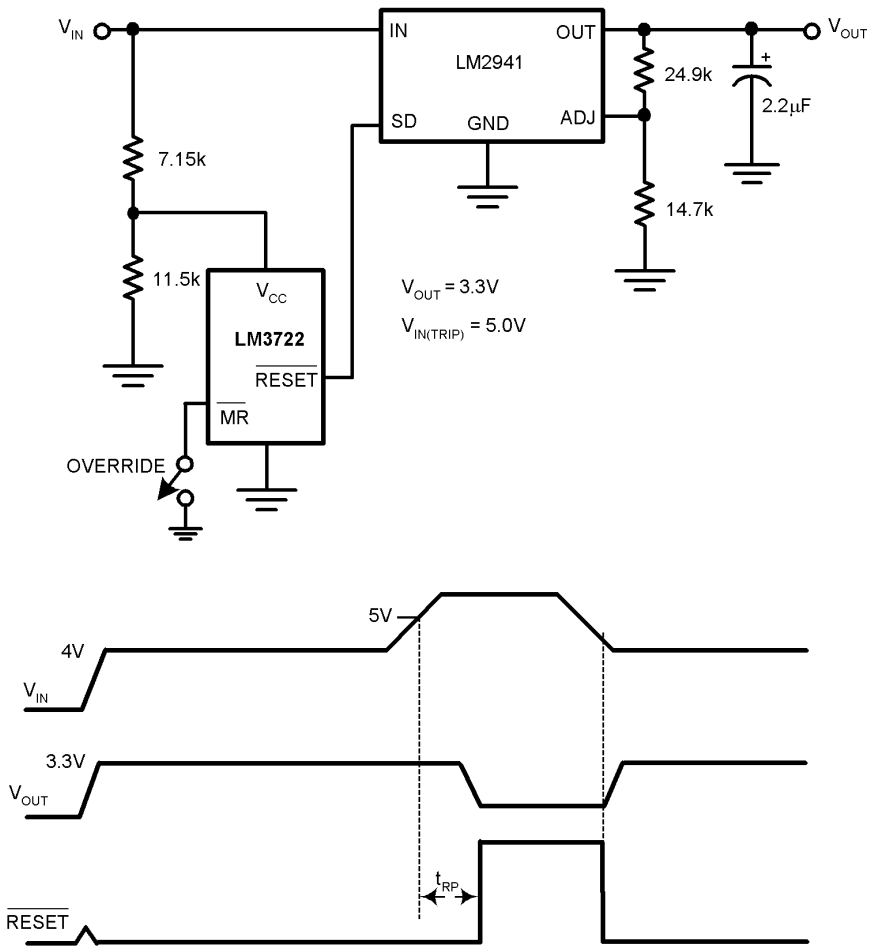 V_IN
IN
OUT
V_OUT
LM2941
24.9k
+
2.2μF
SD
GND
ADJ
7.15k
14.7k
11.5k
V_CC
LM3722
RESET
MR
V_OUT = 3.3V
V_IN(TRIP) = 5.0V
OVERRIDE
5V
4V
V_IN
3.3V
V_OUT
t_RP
RESET